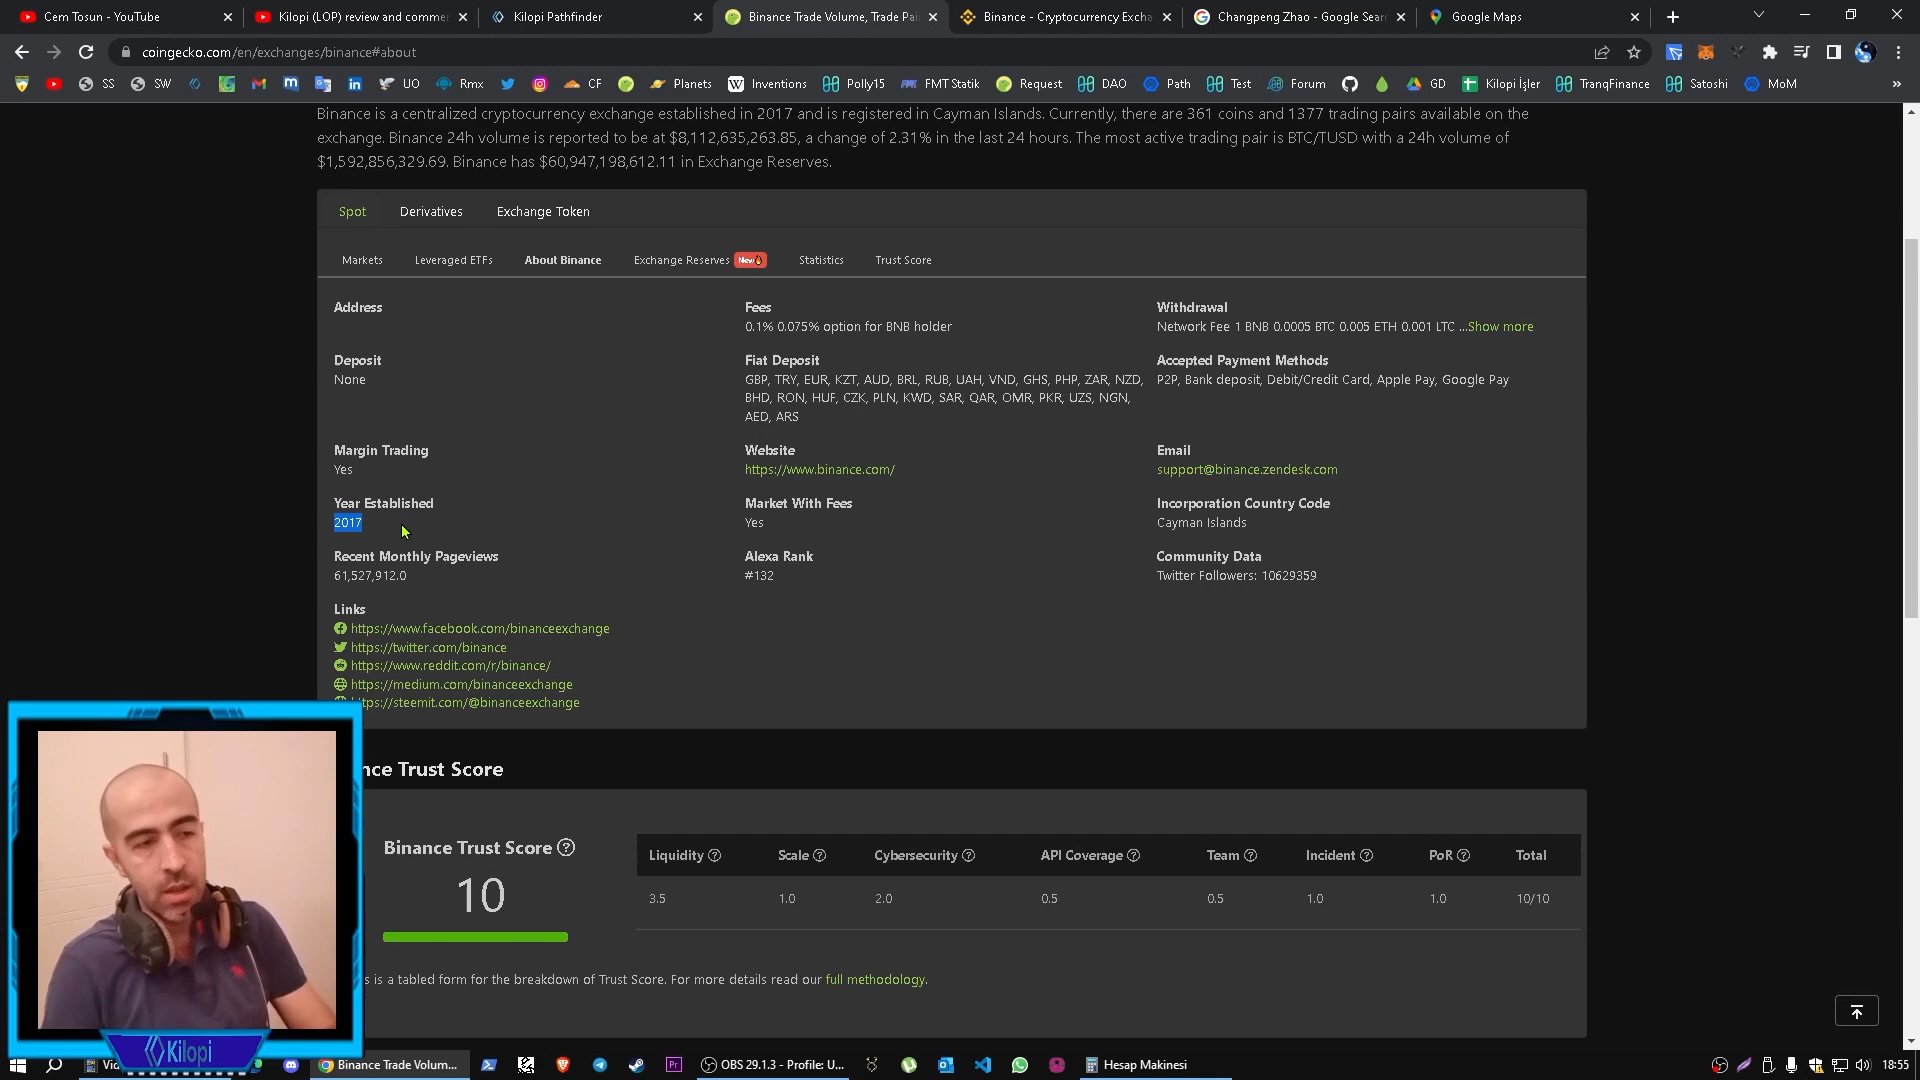 Cem Tosun - YouTube
Kilopi (LOP) review and comme
Kilopi Pathfinder
Binance Trade Volume, Trade Pai
Binance - Cryptocurrency Excha
Changpeng Zhao - Google Sear
Google Maps
coingecko.com/en/exchanges/binance#about
SS
SW
UO
Rmx
CF
Planets
Inventions
Polly15
FMT Statik
Request
DAO
Path
Test
Forum
GD
Kilopi İşler
TranqFinance
Satoshi
MoM
Binance is a centralized cryptocurrency exchange established in 2017 and is registered in Cayman Islands. Currently, there are 361 coins and 1377 trading pairs available on the
exchange. Binance 24h volume is reported to be at $8,112,635,263.85, a change of 2.31% in the last 24 hours. The most active trading pair is BTC/TUSD with a 24h volume of
$1,592,856,329.69. Binance has $60,947,198,612.11 in Exchange Reserves.
Spot
Derivatives
Exchange Token
Markets
Leveraged ETFs
About Binance
Exchange Reserves
New
Statistics
Trust Score
Address
Fees
0.1% 0.075% option for BNB holder
Withdrawal
Network Fee 1 BNB 0.0005 BTC 0.005 ETH 0.001 LTC ...Show more
Deposit
None
Fiat Deposit
GBP, TRY, EUR, KZT, AUD, BRL, RUB, UAH, VND, GHS, PHP, ZAR, NZD,
BHD, RON, HUF, CZK, PLN, KWD, SAR, QAR, OMR, PKR, UZS, NGN,
AED, ARS
Accepted Payment Methods
P2P, Bank deposit, Debit/Credit Card, Apple Pay, Google Pay
Margin Trading
Yes
Website
https://www.binance.com/
Email
support@binance.zendesk.com
Year Established
2017
Market With Fees
Yes
Incorporation Country Code
Cayman Islands
Recent Monthly Pageviews
61,527,912.0
Alexa Rank
#132
Community Data
Twitter Followers: 10629359
Links
https://www.facebook.com/binanceexchange
https://twitter.com/binance
https://www.reddit.com/r/binance/
https://medium.com/binanceexchange
ttps://steemit.com/@binanceexchange
nce Trust Score
Binance Trust Score
10
Liquidity
Scale
Cybersecurity
API Coverage
Team
Incident
PoR
Total
3.5
1.0
2.0
0.5
0.5
1.0
1.0
10/10
s is a tabled form for the breakdown of Trust Score. For more details read our full methodology.
Kilopi
Vid
Binance Trade Volum...
OBS 29.1.3 - Profile: U...
Hesap Makinesi
18:55